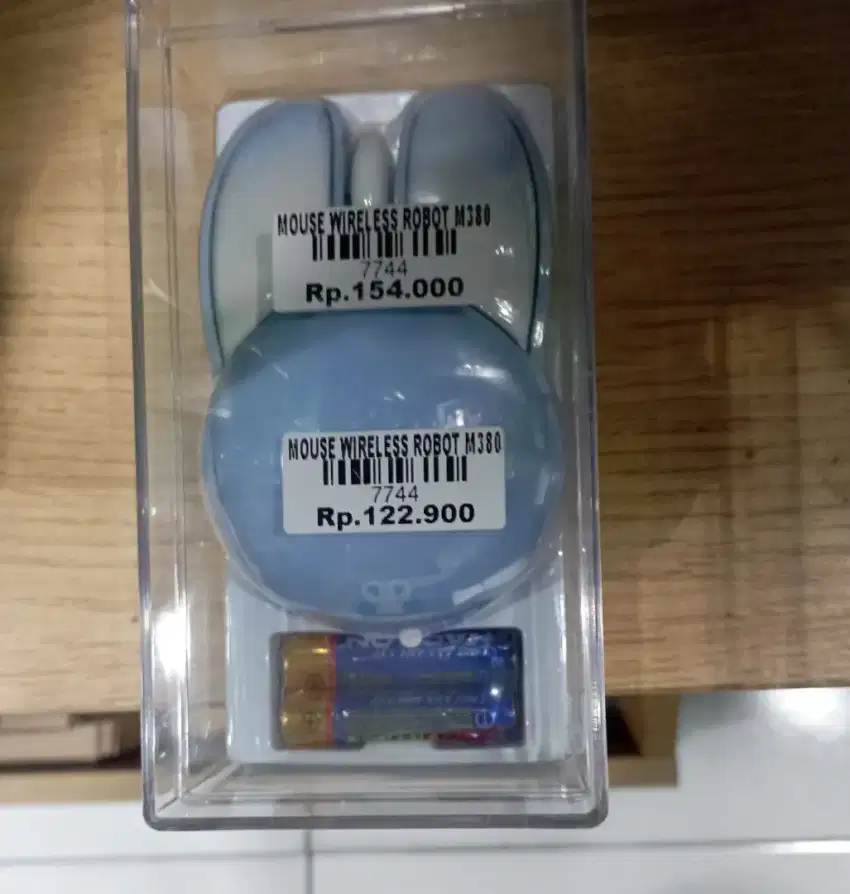 MOUSE WIRELESS ROBOT M380
7744
Rp.154.000
MOUSE WIRELESS ROBOT M380
7744
Rp.122.900